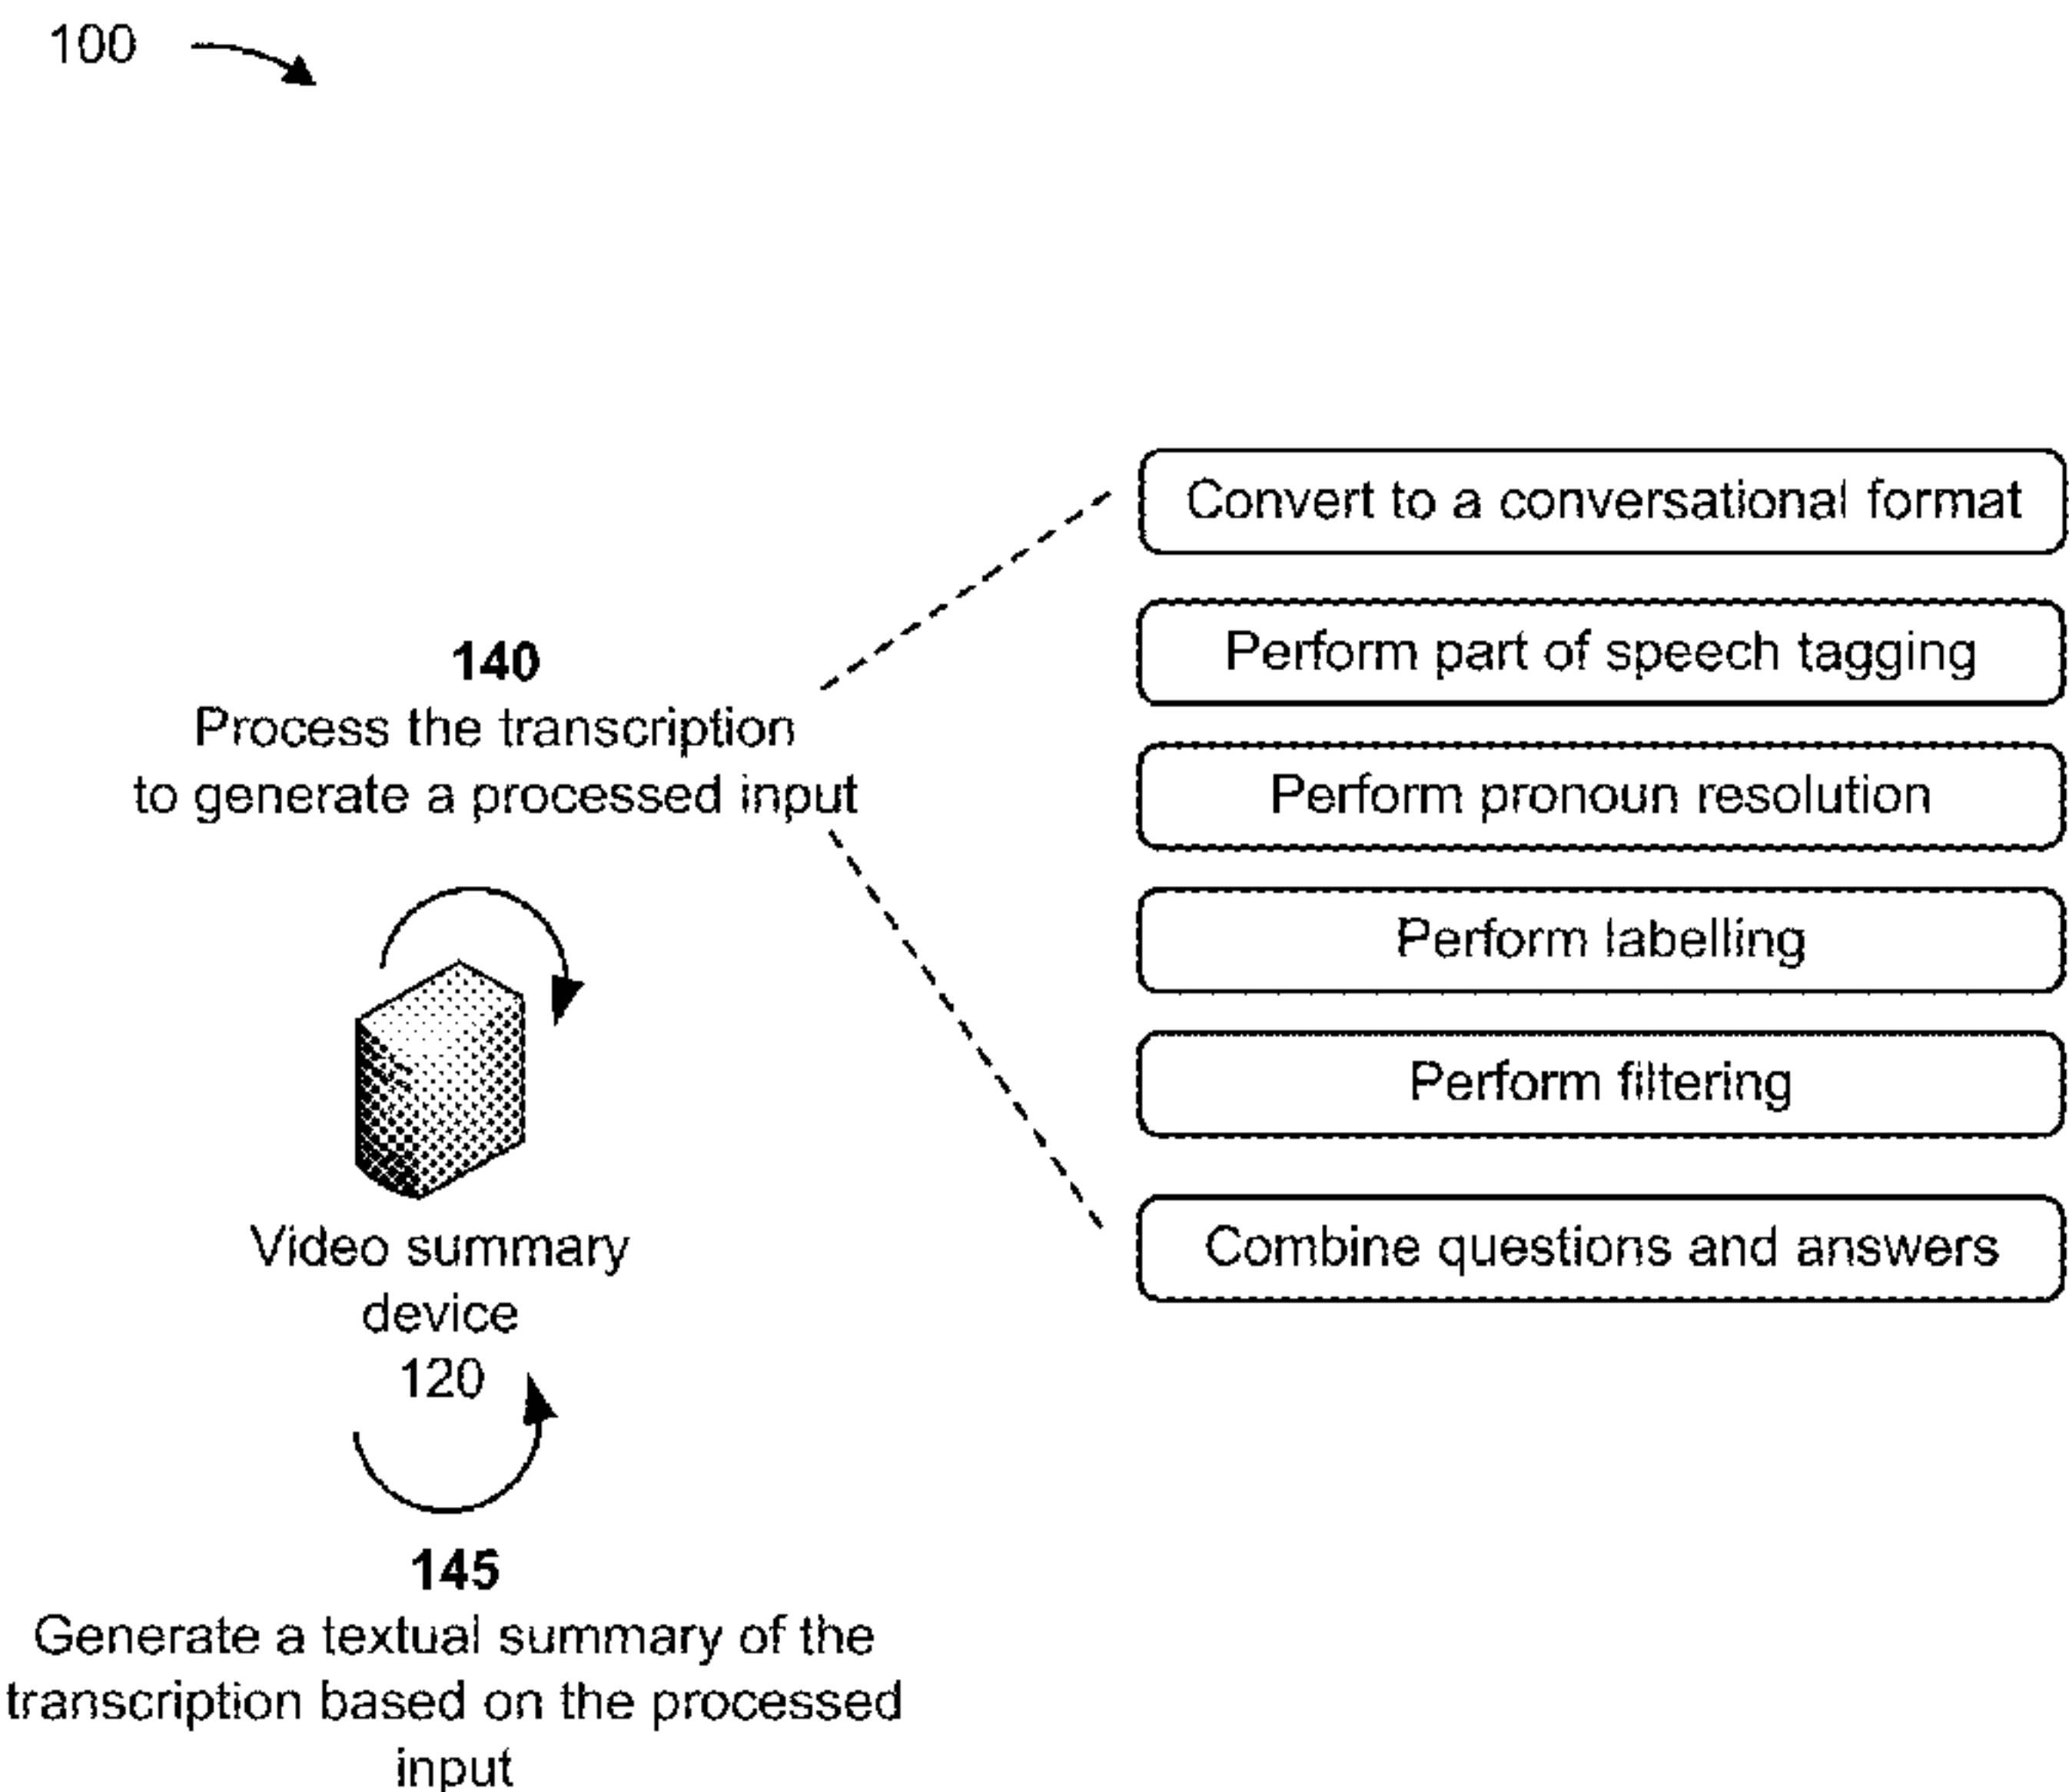 100
140
Process the transcription
to generate a processed input
Video summary
device
120
145
Generate a textual summary of the
transcription based on the processed
input
Convert to a conversational format
Perform part of speech tagging
Perform pronoun resolution
Perform labelling
Perform filtering
Combine questions and answers